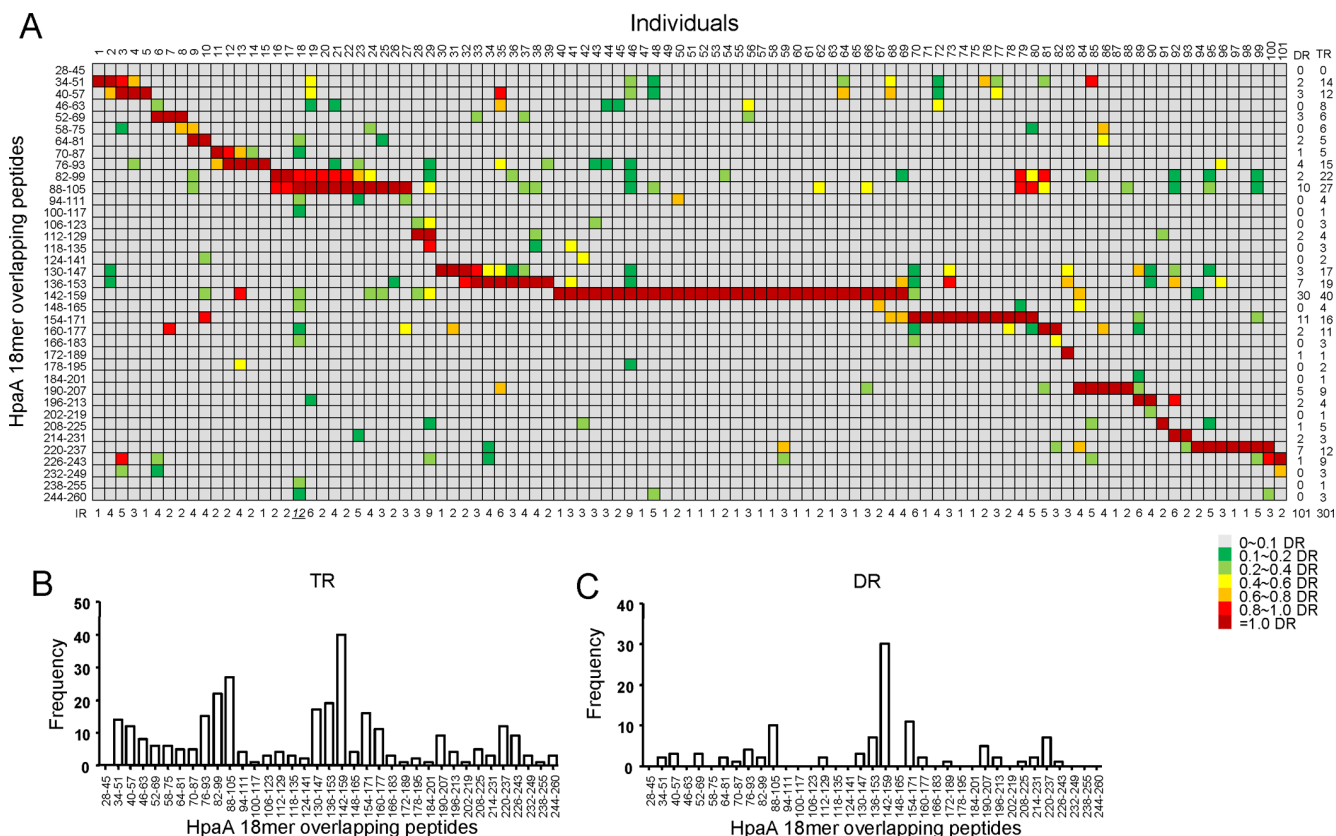 A
Individuals
1 2 3 4 5 6 7 8 9 10 11 12 13 14 15 16 17 18 19 20 21 22 23 24 25 26 27 28 29 30 31 32 33 34 35 36 37 38 39 40 41 42 43 44 45 46 47 48 49 50 51 52 53 54 55 56 57 58 59 60 61 62 63 64 65 66 67 68 69 70 71 72 73 74 75 76 77 78 79 80 81 82 83 84 85 86 87 88 89 90 91 92 93 94 95 96 97 98 99 100 101 DR TR
HpaA 18mer overlapping peptides
28-45 0 0
34-51 2 14
40-57 3 12
46-63 0 8
52-69 3 6
58-75 0 6
64-81 2 5
70-87 1 5
76-93 4 15
82-99 2 22
88-105 10 27
94-111 0 4
100-117 0 1
106-123 0 3
112-129 2 4
118-135 0 3
124-141 0 2
130-147 3 17
136-153 7 19
142-159 30 40
148-165 0 4
154-171 11 16
160-177 2 11
166-183 0 3
172-189 1 1
178-195 0 2
184-201 0 1
190-207 5 9
196-213 2 4
202-219 0 1
208-225 1 5
214-231 2 3
220-237 7 12
226-243 1 9
232-249 0 3
238-255 0 1
244-260 0 3
IR 1 4 5 3 1 4 2 2 2 4 2 2 4 2 1 2 2 12 6 2 4 2 5 4 3 2 3 3 9 1 2 2 3 4 6 2 4 3 2 1 4 2 3 2 2 9 1 5 1 2 1 1 1 2 1 2 1 1 3 1 1 2 1 3 1 3 2 4 3 6 1 4 3 1 1 2 3 2 4 5 5 2 4 4 5 4 1 2 6 4 2 6 2 2 5 3 1 1 5 3 2 101 301
0~0.1 DR
0.1~0.2 DR
0.2~0.4 DR
0.4~0.6 DR
0.6~0.8 DR
0.8~1.0 DR
=1.0 DR
B
TR
Frequency
50
40
30
20
10
0
28-45 34-51 40-57 46-63 52-69 58-75 64-81 70-87 76-93 82-99 88-105 94-111 100-117 106-123 112-129 118-135 124-141 130-147 136-153 142-159 148-165 154-171 160-177 166-183 172-189 178-195 184-201 190-207 196-213 202-219 208-225 214-231 220-237 226-243 232-249 238-255 244-260
HpaA 18mer overlapping peptides
C
DR
Frequency
40
30
20
10
0
28-45 34-51 40-57 46-63 52-69 58-75 64-81 70-87 76-93 82-99 88-105 94-111 100-117 106-123 112-129 118-135 124-141 130-147 136-153 142-159 148-165 154-171 160-177 166-183 172-189 178-195 184-201 190-207 196-213 202-219 208-225 214-231 220-237 226-243 232-249 238-255 244-260
HpaA 18mer overlapping peptides